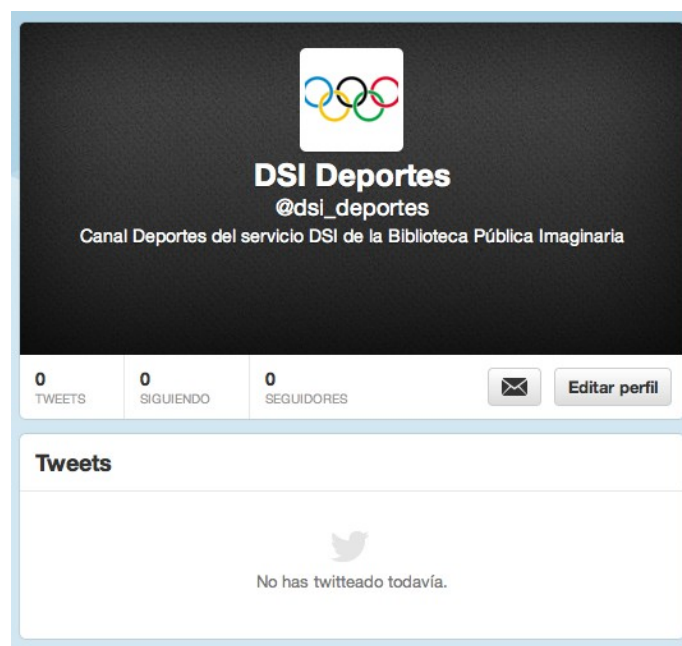 DSI Deportes
@dsi_deportes
Canal Deportes del servicio DSI de la Biblioteca Pública Imaginaria
0 0 0
TWEETS SIGUIENDO SEGUIDORES
Editar perfil
Tweets
No has twitteado todavía.